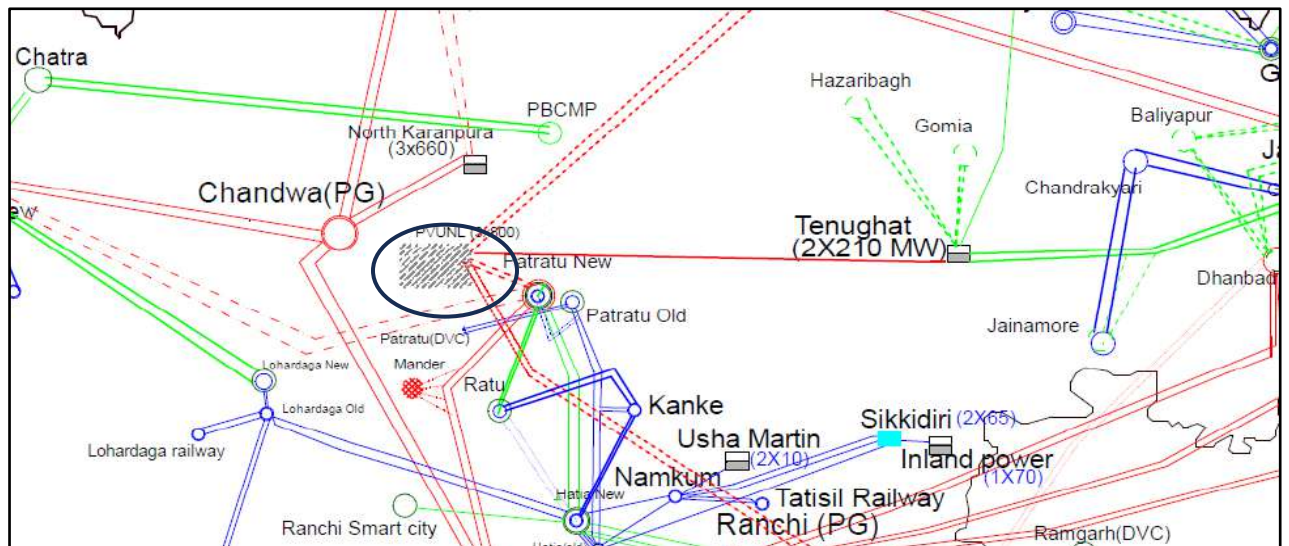 Chatra
G
Hazaribagh
PBCMP
Gomia
Baliyapur
North Karanpura
(3x660)
Ja
Chandrakyari
Chandwa(PG)
ew
Tenughat
(2X210 MW)
Patratu New
Dhanbad
Patratu Old
Jainamore
Patratu(DVC)
Mander
Lohardaga New
Ratu
Lohardaga Old
Kanke
Sikkidiri (2X65)
Lohardaga railway
Usha Martin
(2X10)
Inland power
(1X70)
Namkum
Hatia New
Tatisil Railway
Ranchi Smart city
Ranchi (PG)
Ramgarh(DVC)